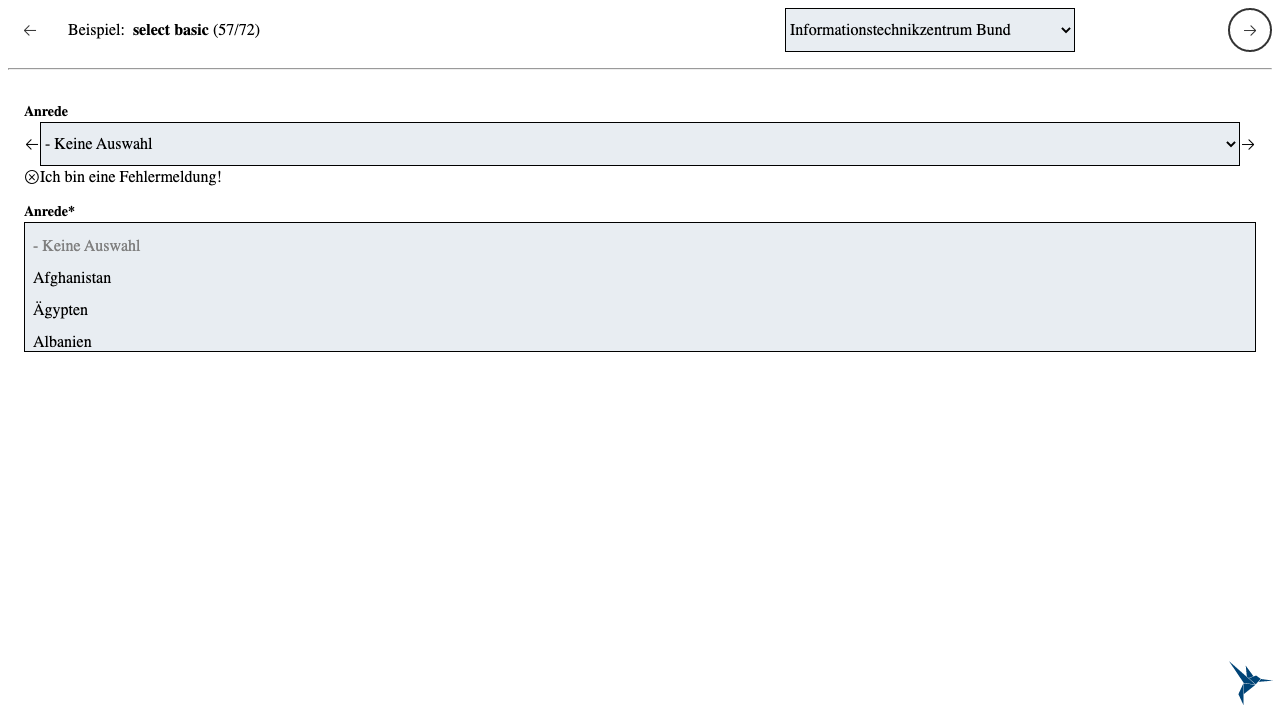 Beispiel: select basic (57/72)
Informationstechnikzentrum Bund
Anrede
- Keine Auswahl
Ich bin eine Fehlermeldung!
Anrede*
- Keine Auswahl
Afghanistan
Ägypten
Albanien